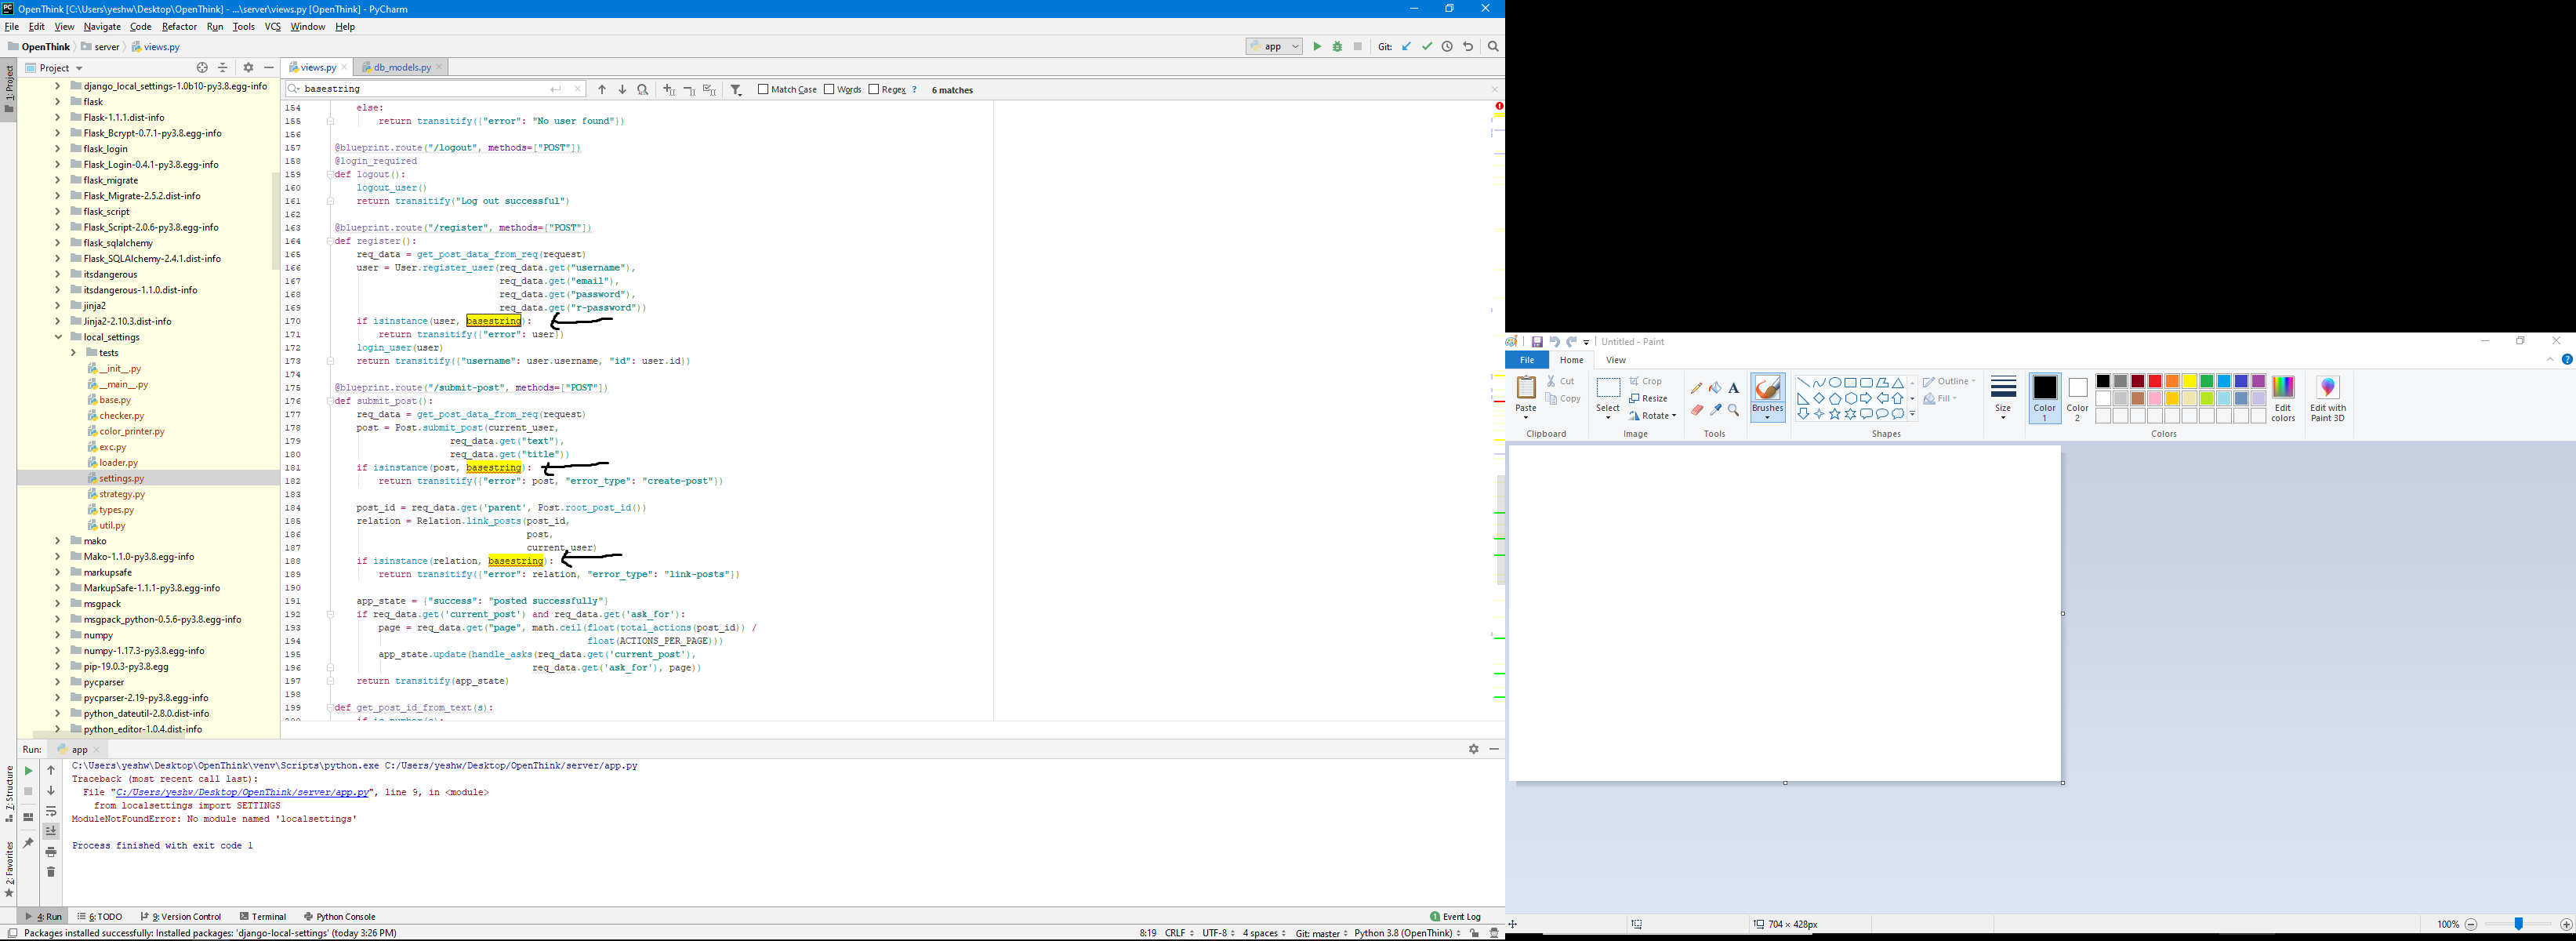 OpenThink [C:\Users\yeshw\Desktop\OpenThink] - ...\server\views.py [OpenThink] - PyCharm
File Edit View Navigate Code Refactor Run Tools VCS Window Help
OpenThink server views.py
app Git:
Project
views.py db_models.py
basestring Match Case Words Regex ? 6 matches
1: Project
django_local_settings-1.0b10-py3.8.egg-info
flask
Flask-1.1.1.dist-info
Flask_Bcrypt-0.7.1-py3.8.egg-info
flask_login
Flask_Login-0.4.1-py3.8.egg-info
flask_migrate
Flask_Migrate-2.5.2.dist-info
flask_script
Flask_Script-2.0.6-py3.8.egg-info
flask_sqlalchemy
Flask_SQLAlchemy-2.4.1.dist-info
itsdangerous
itsdangerous-1.1.0.dist-info
jinja2
Jinja2-2.10.3.dist-info
local_settings
tests
__init__.py
__main__.py
base.py
checker.py
color_printer.py
exc.py
loader.py
settings.py
strategy.py
types.py
util.py
mako
Mako-1.1.0-py3.8.egg-info
markupsafe
MarkupSafe-1.1.1-py3.8.egg-info
msgpack
msgpack_python-0.5.6-py3.8.egg-info
numpy
numpy-1.17.3-py3.8.egg-info
pip-19.0.3-py3.8.egg
pycparser
pycparser-2.19-py3.8.egg-info
python_dateutil-2.8.0.dist-info
python_editor-1.0.4.dist-info
154 else:
155 return transitify({"error": "No user found"})
156
157 @blueprint.route("/logout", methods=["POST"])
158 @login_required
159 def logout():
160 logout_user()
161 return transitify("Log out successful")
162
163 @blueprint.route("/register", methods=["POST"])
164 def register():
165 req_data = get_post_data_from_req(request)
166 user = User.register_user(req_data.get("username"),
167 req_data.get("email"),
168 req_data.get("password"),
169 req_data.get("r-password"))
170 if isinstance(user, basestring):
171 return transitify({"error": user})
172 login_user(user)
173 return transitify({"username": user.username, "id": user.id})
174
175 @blueprint.route("/submit-post", methods=["POST"])
176 def submit_post():
177 req_data = get_post_data_from_req(request)
178 post = Post.submit_post(current_user,
179 req_data.get("text"),
180 req_data.get("title"))
181 if isinstance(post, basestring):
182 return transitify({"error": post, "error_type": "create-post"})
183
184 post_id = req_data.get('parent', Post.root_post_id())
185 relation = Relation.link_posts(post_id,
186 post,
187 current_user)
188 if isinstance(relation, basestring):
189 return transitify({"error": relation, "error_type": "link-posts"})
190
191 app_state = {"success": "posted successfully"}
192 if req_data.get('current_post') and req_data.get('ask_for'):
193 page = req_data.get("page", math.ceil(float(total_actions(post_id)) /
194 float(ACTIONS_PER_PAGE)))
195 app_state.update(handle_asks(req_data.get('current_post'),
196 req_data.get('ask_for'), page))
197 return transitify(app_state)
198
199 def get_post_id_from_text(s):
Run: app
7: Structure
2: Favorites
C:\Users\yeshw\Desktop\OpenThink\venv\Scripts\python.exe C:/Users/yeshw/Desktop/OpenThink/server/app.py
Traceback (most recent call last):
File "C:/Users/yeshw/Desktop/OpenThink/server/app.py", line 9, in <module>
from localsettings import SETTINGS
ModuleNotFoundError: No module named 'localsettings'
Process finished with exit code 1
4: Run 6: TODO 9: Version Control Terminal Python Console 1 Event Log
Packages installed successfully: Installed packages: 'django-local-settings' (today 3:26 PM) 8:19 CRLF UTF-8 4 spaces Git: master Python 3.8 (OpenThink)
Untitled - Paint
File Home View
Paste Cut Copy
Clipboard
Select Crop Resize Rotate
Image
A
Tools
Brushes
Outline Fill
Shapes
Size
Color 1
Color 2
Edit colors
Colors
Edit with Paint 3D
704 × 428px 100%